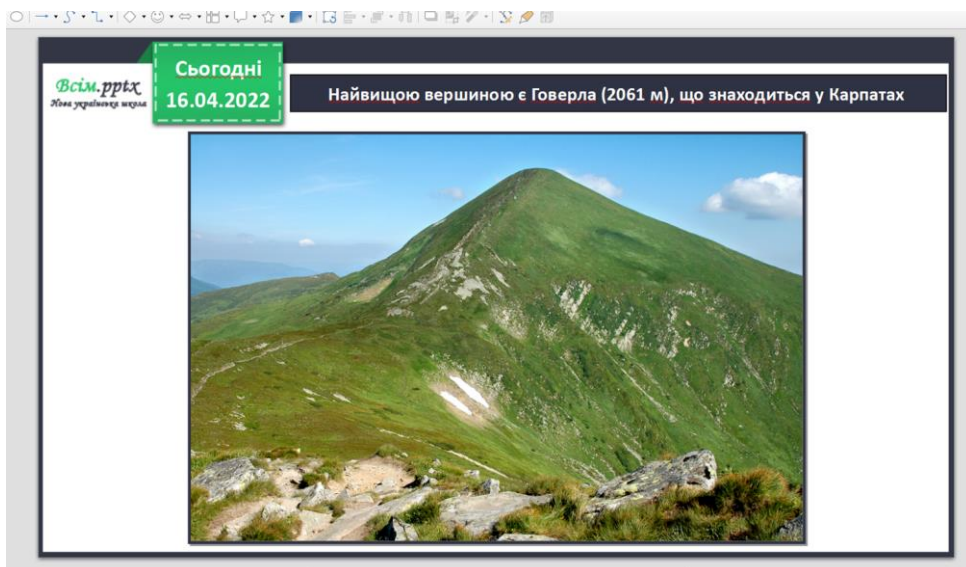 Всім.pptx
Нова українська школа
Сьогодні
16.04.2022
Найвищою вершиною є Говерла (2061 м), що знаходиться у Карпатах